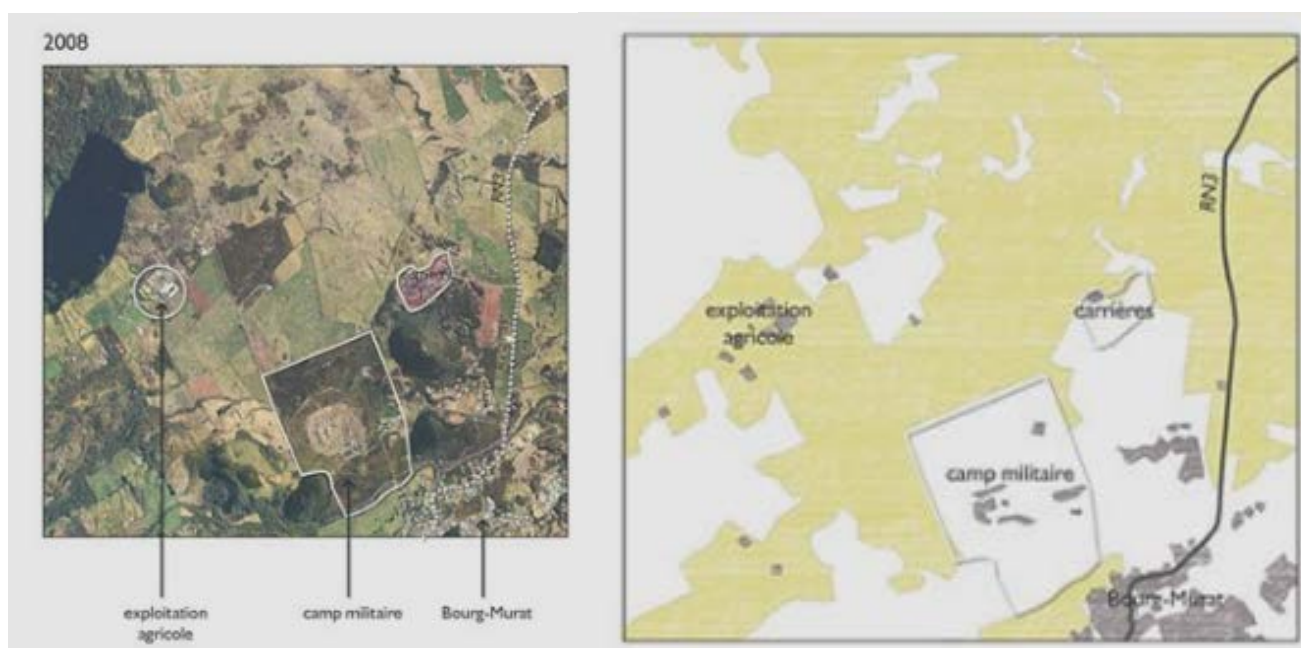 2008
RN3
exploitation
agricole
camp militaire
Bourg-Murat
RN3
exploitation
agricole
carrières
camp militaire
Bourg-Murat